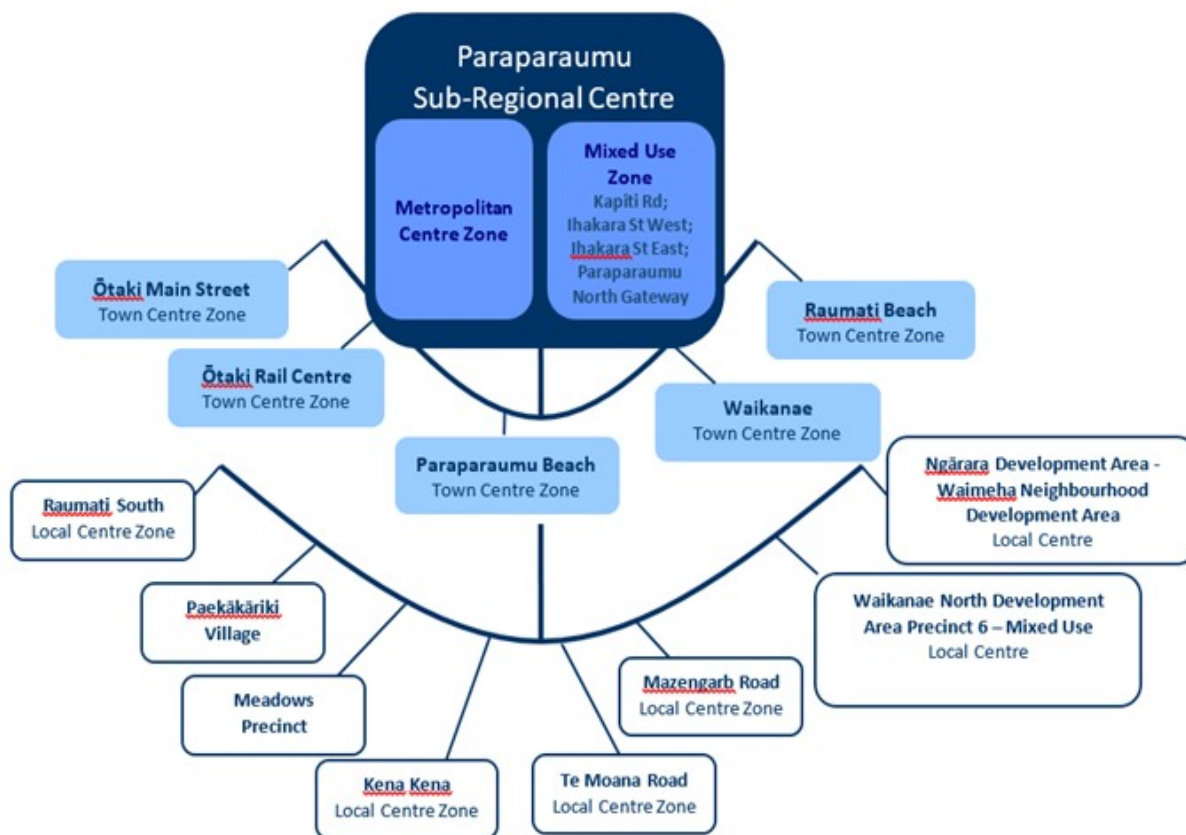 Paraparaumu
Sub-Regional Centre
Metropolitan
Centre Zone
Mixed Use
Zone
Kapiti Rd;
Ihakara St West;
Ihakara St East;
Paraparaumu
North Gateway
Ōtaki Main Street
Town Centre Zone
Ōtaki Rail Centre
Town Centre Zone
Paraparaumu Beach
Town Centre Zone
Waikanae
Town Centre Zone
Raumati Beach
Town Centre Zone
Raumati South
Local Centre Zone
Paekākāriki
Village
Meadows
Precinct
Kena Kena
Local Centre Zone
Te Moana Road
Local Centre Zone
Mazengarb Road
Local Centre Zone
Waikanae North Development
Area Precinct 6 – Mixed Use
Local Centre
Ngārara Development Area -
Waimeha Neighbourhood
Development Area
Local Centre